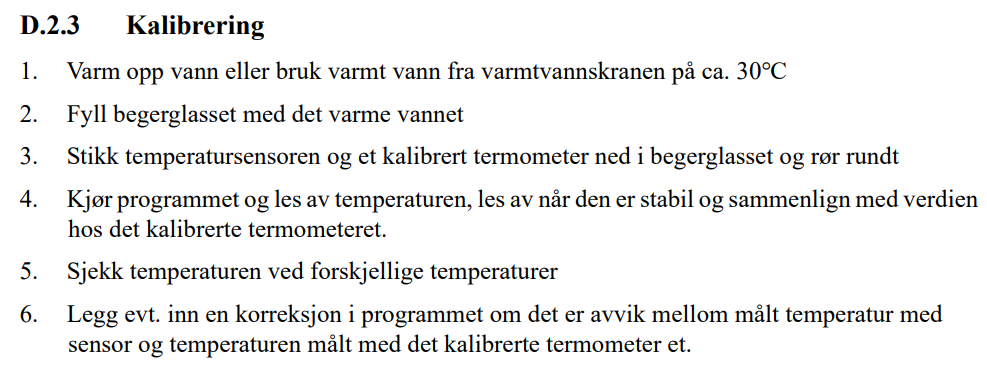 D.2.3 Kalibrering
1. Varm opp vann eller bruk varmt vann fra varmtvannskranen på ca. 30°C
2. Fyll begerglasset med det varme vannet
3. Stikk temperatursensoren og et kalibrert termometer ned i begerglasset og rør rundt
4. Kjør programmet og les av temperaturen, les av når den er stabil og sammenlign med verdien
hos det kalibrerte termometeret.
5. Sjekk temperaturen ved forskjellige temperaturer
6. Legg evt. inn en korreksjon i programmet om det er avvik mellom målt temperatur med
sensor og temperaturen målt med det kalibrerte termometer et.